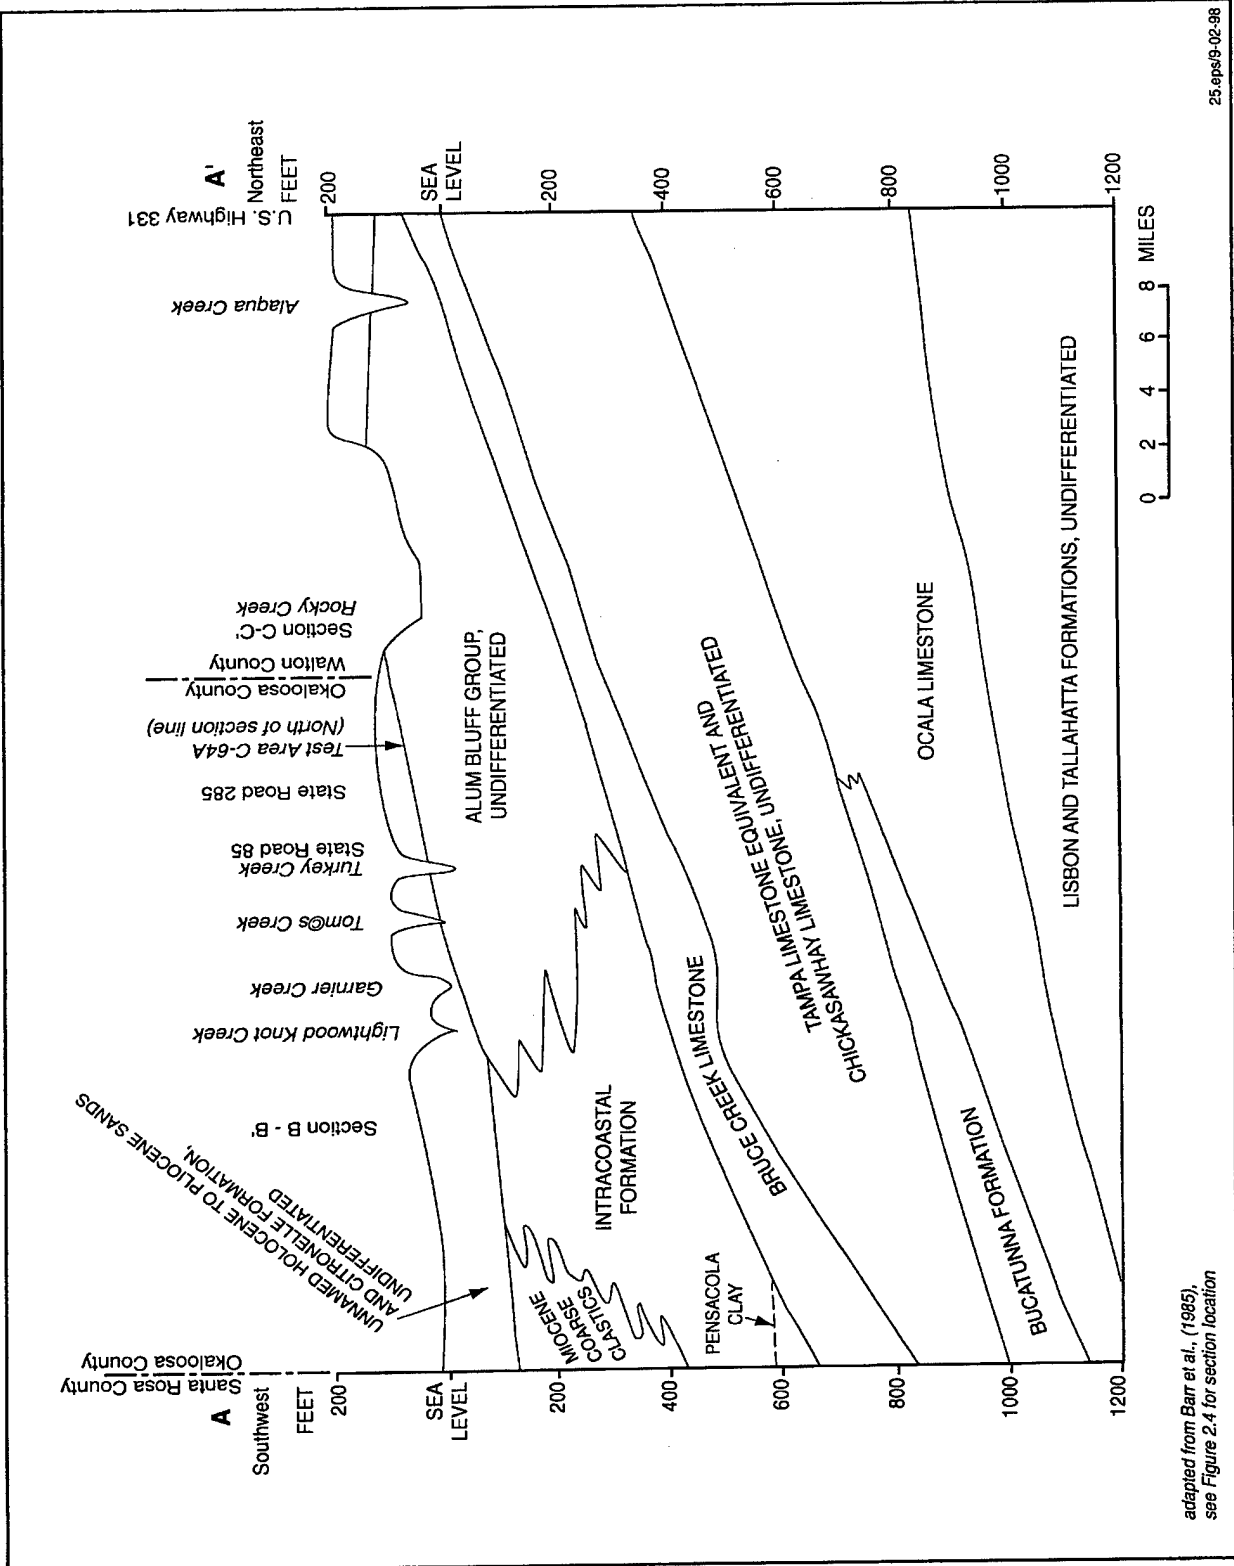 A
Southwest
FEET
200
SEA
LEVEL
200
400
600
800
1000
1200
Santa Rosa County
Okaloosa County
UNNAMED HOLOCENE TO PLIOCENE SANDS
AND CITRONELLE FORMATION,
UNDIFFERENTIATED
Section B - B'
Lightwood Knot Creek
Garnier Creek
Tom@s Creek
Turkey Creek
State Road 85
State Road 285
Test Area C-64A
(North of section line)
Okaloosa County
Walton County
Section C-C'
Rocky Creek
Alaqua Creek
U.S. Highway 331
A'
Northeast
FEET
200
SEA
LEVEL
200
400
600
800
1000
1200
MIOCENE
COARSE
CLASTICS
INTRACOASTAL
FORMATION
ALUM BLUFF GROUP,
UNDIFFERENTIATED
PENSACOLA
CLAY
BRUCE CREEK LIMESTONE
TAMPA LIMESTONE EQUIVALENT AND
CHICKASAWHAY LIMESTONE, UNDIFFERENTIATED
BUCATUNNA FORMATION
OCALA LIMESTONE
LISBON AND TALLAHATTA FORMATIONS, UNDIFFERENTIATED
0 2 4 6 8 MILES
adapted from Barr et al., (1985),
see Figure 2.4 for section location
25.eps/9-02-98